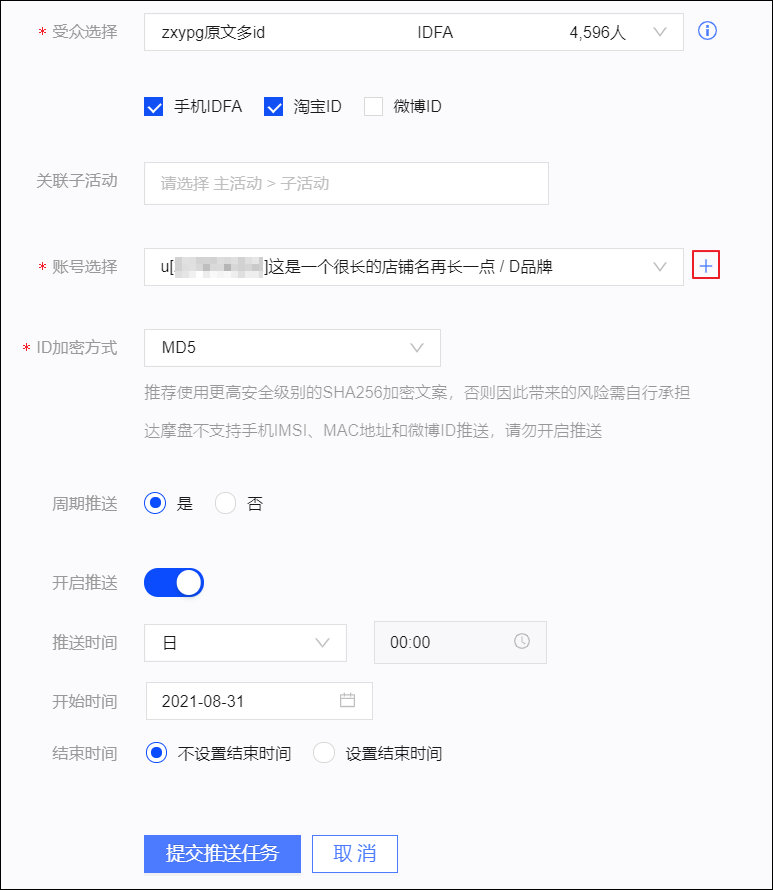 * 受众选择 zxypg原文多id IDFA 4,596人
手机IDFA 淘宝ID 微博ID
关联子活动 请选择 主活动 > 子活动
* 账号选择 u[ ]这是一个很长的店铺名再长一点 / D品牌
* ID加密方式 MD5
推荐使用更高安全级别的SHA256加密文案，否则因此带来的风险需自行承担
达摩盘不支持手机IMSI、MAC地址和微博ID推送，请勿开启推送
周期推送 是 否
开启推送
推送时间 日 00:00
开始时间 2021-08-31
结束时间 不设置结束时间 设置结束时间
提交推送任务 取消